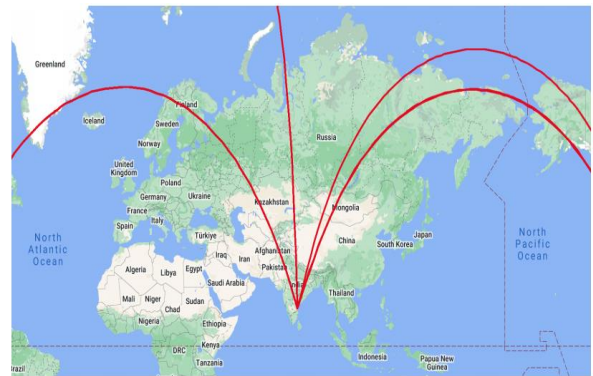 Greenland
Iceland
Finland
Sweden
Norway
Russia
United
Kingdom
Poland
Germany
Ukraine
France
Kazakhstan
Mongolia
Italy
Spain
Türkiye
North
Atlantic
Ocean
Japan
South Korea
China
North
Pacific
Ocean
Iraq
Iran
Afghanistan
Pakistan
Algeria
Libya
Egypt
Saudi Arabia
India
Mali
Niger
Chad
Sudan
Thailand
Nigeria
Ethiopia
DRC
Kenya
Tanzania
Indonesia
Papua New
Guinea
Brazil